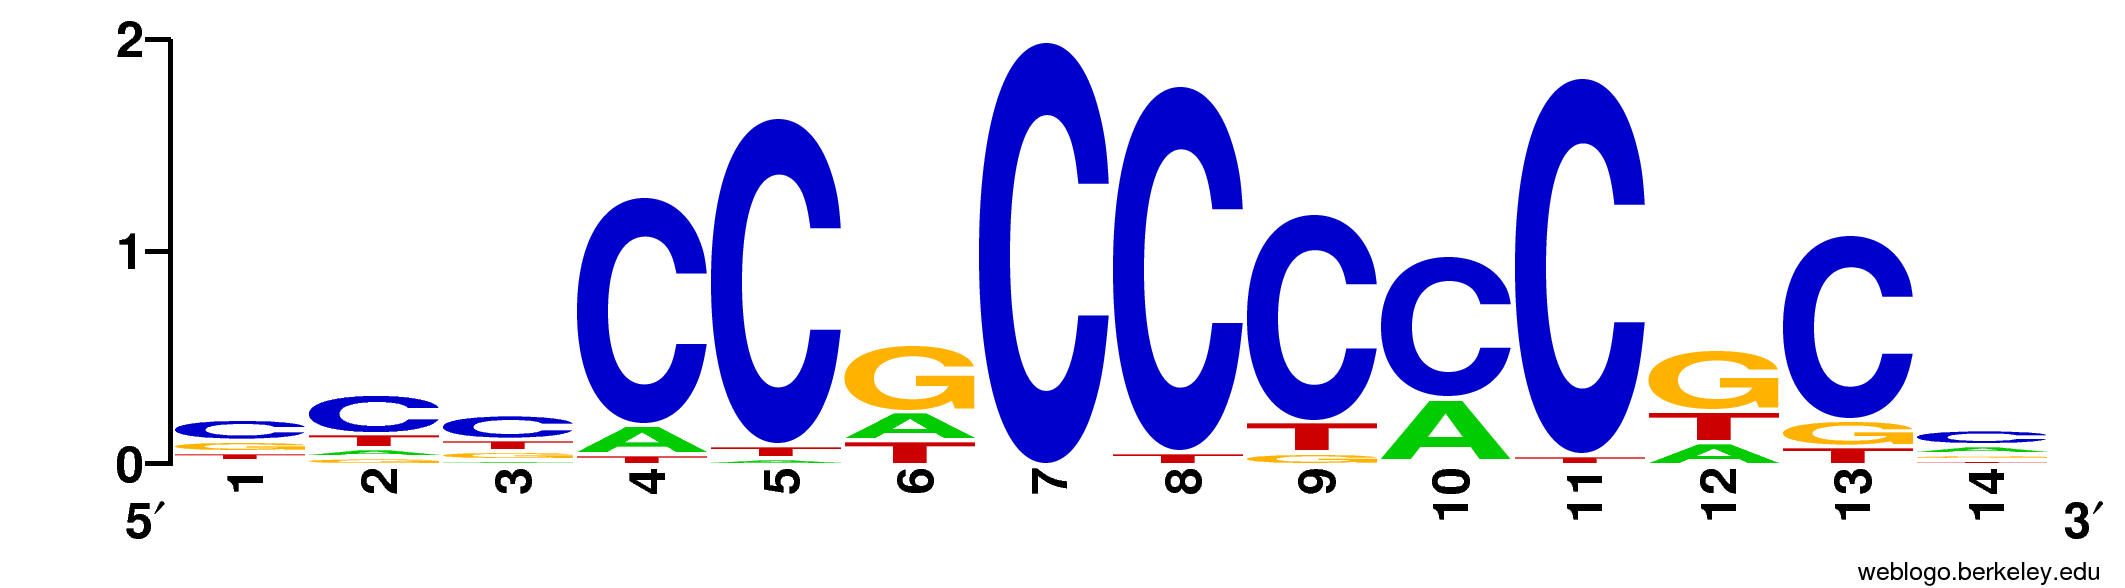 2
1
0
C C C C C G C C C C C G C C
G T T A T A T T A T T G A
T A G T A T G A T G
G A T
1 2 3 4 5 6 7 8 9 10 11 12 13 14
5′ 3′
weblogo.berkeley.edu